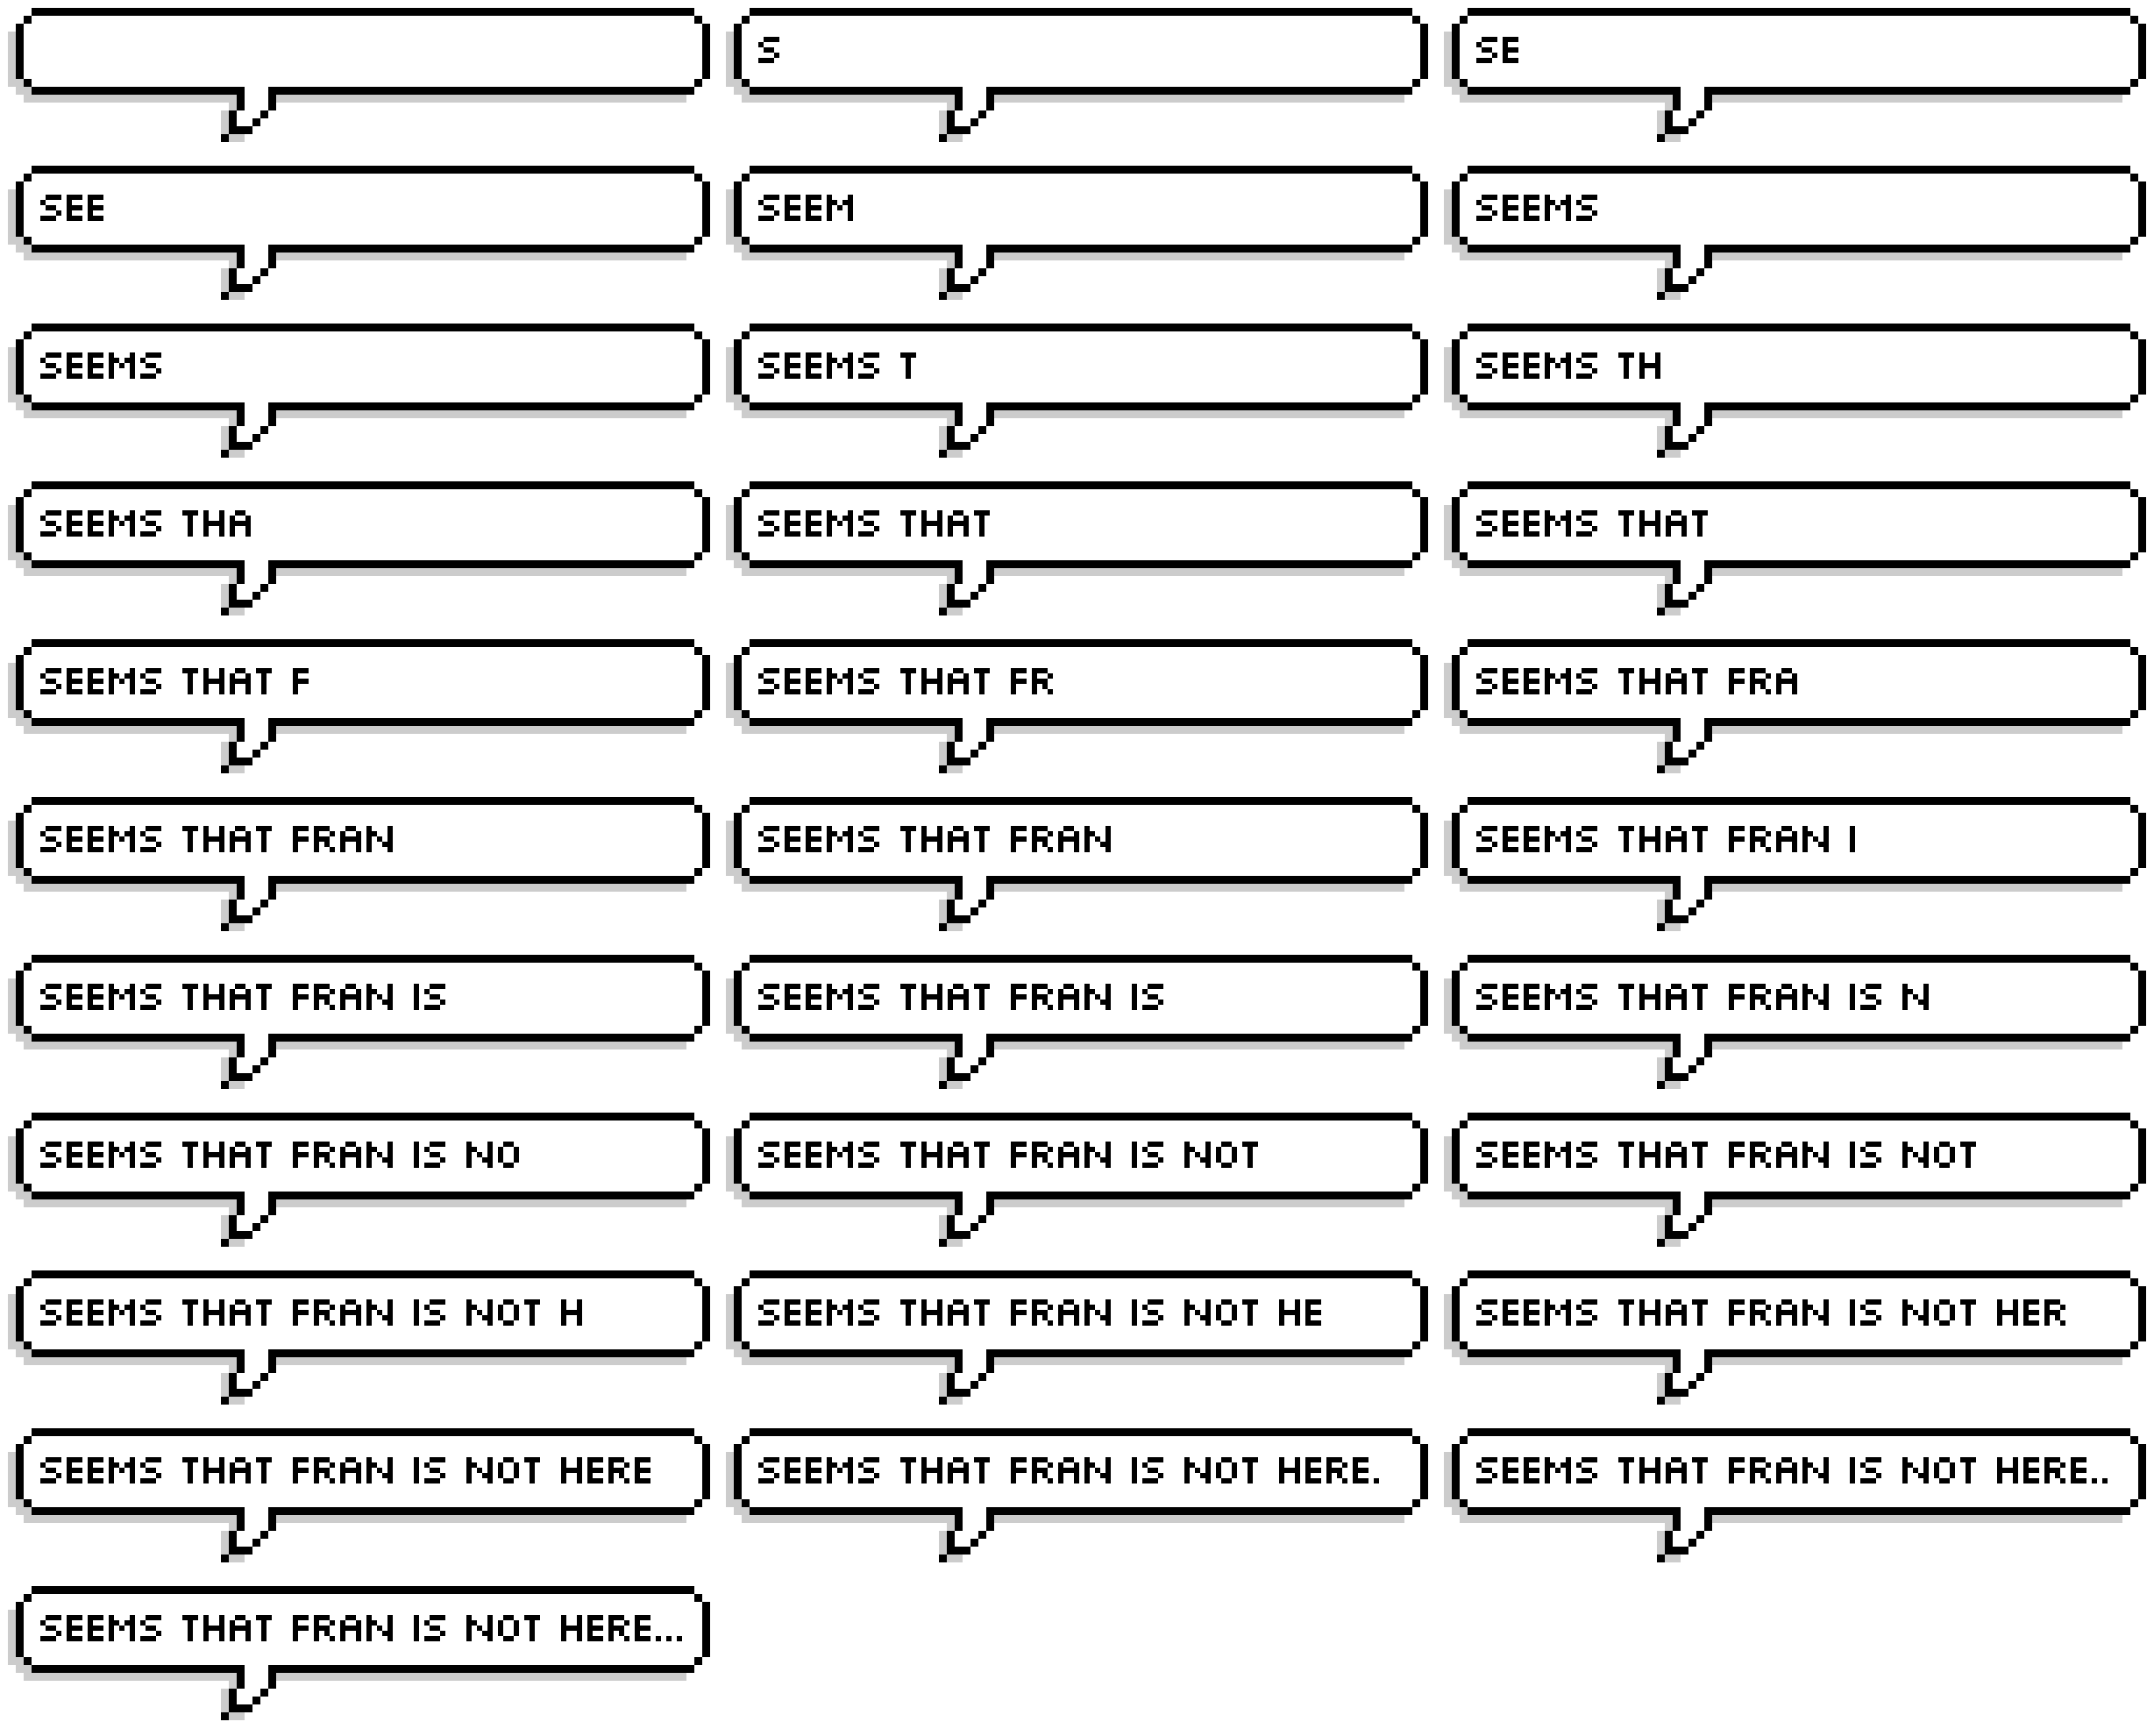 S
SE
SEE
SEEM
SEEMS
SEEMS
SEEMS T
SEEMS TH
SEEMS THA
SEEMS THAT
SEEMS THAT
SEEMS THAT F
SEEMS THAT FR
SEEMS THAT FRA
SEEMS THAT FRAN
SEEMS THAT FRAN
SEEMS THAT FRAN I
SEEMS THAT FRAN IS
SEEMS THAT FRAN IS
SEEMS THAT FRAN IS N
SEEMS THAT FRAN IS NO
SEEMS THAT FRAN IS NOT
SEEMS THAT FRAN IS NOT
SEEMS THAT FRAN IS NOT H
SEEMS THAT FRAN IS NOT HE
SEEMS THAT FRAN IS NOT HER
SEEMS THAT FRAN IS NOT HERE
SEEMS THAT FRAN IS NOT HERE.
SEEMS THAT FRAN IS NOT HERE..
SEEMS THAT FRAN IS NOT HERE...